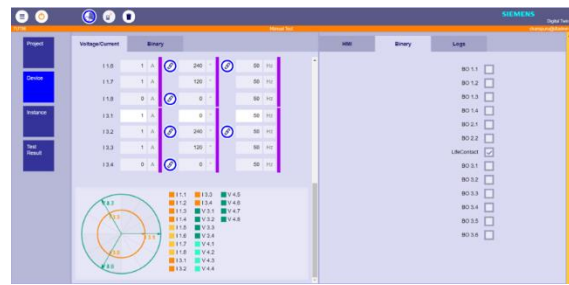 SIEMENS
Digital Twin
Manual Test
Project
Device
Instance
Test
Result
Voltage/Current Binary
I 1.6 1 A 240 ° 50 Hz
I 1.7 1 A 120 ° 50 Hz
I 1.8 0 A 0 ° 50 Hz
I 3.1 1 A 0 ° 50 Hz
I 3.2 1 A 240 ° 50 Hz
I 3.3 1 A 120 ° 50 Hz
I 3.4 0 A 0 ° 50 Hz
I 1.1 I 3.3 V 4.5
I 1.2 I 3.4 V 4.6
I 1.3 V 3.1 V 4.7
I 1.4 V 3.2 V 4.8
I 1.5 V 3.3
I 1.6 V 3.4
I 1.7 V 4.1
I 1.8 V 4.2
I 3.1 V 4.3
I 3.2 V 4.4
HMI Binary Logs
BO 1.1
BO 1.2
BO 1.3
BO 1.4
BO 2.1
BO 2.2
LifeContact
BO 3.1
BO 3.2
BO 3.3
BO 3.4
BO 3.5
BO 3.6